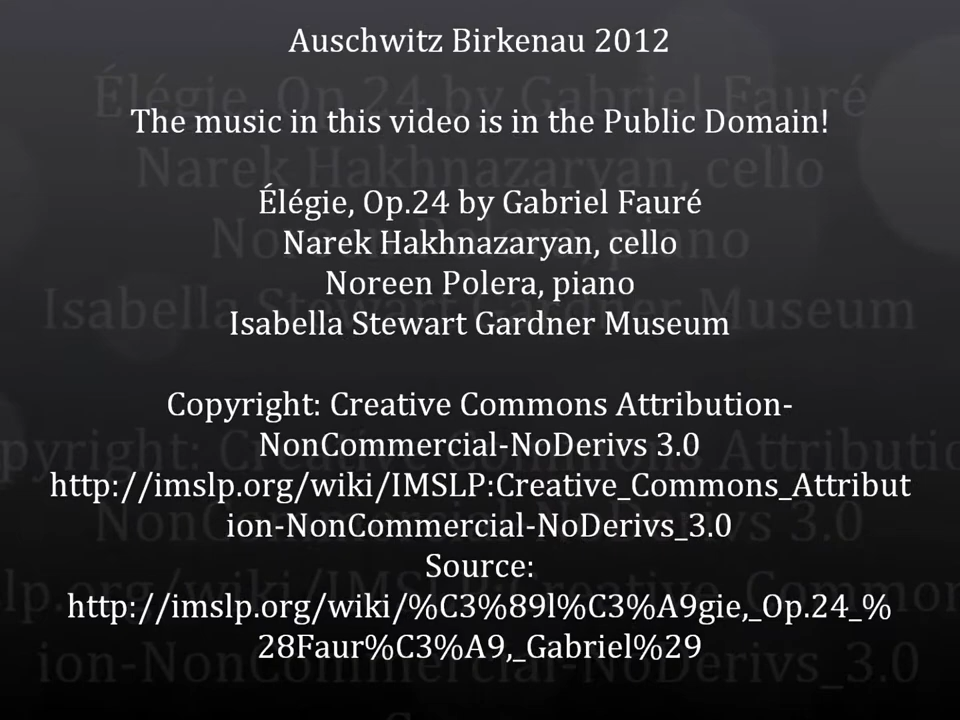 Auschwitz Birkenau 2012
The music in this video is in the Public Domain!
Élégie, Op.24 by Gabriel Fauré
Narek Hakhnazaryan, cello
Noreen Polera, piano
Isabella Stewart Gardner Museum
Copyright: Creative Commons Attribution-
NonCommercial-NoDerivs 3.0
http://imslp.org/wiki/IMSLP:Creative_Commons_Attribut
ion-NonCommercial-NoDerivs_3.0
Source:
http://imslp.org/wiki/%C3%89l%C3%A9gie,_Op.24_%
28Faur%C3%A9,_Gabriel%29